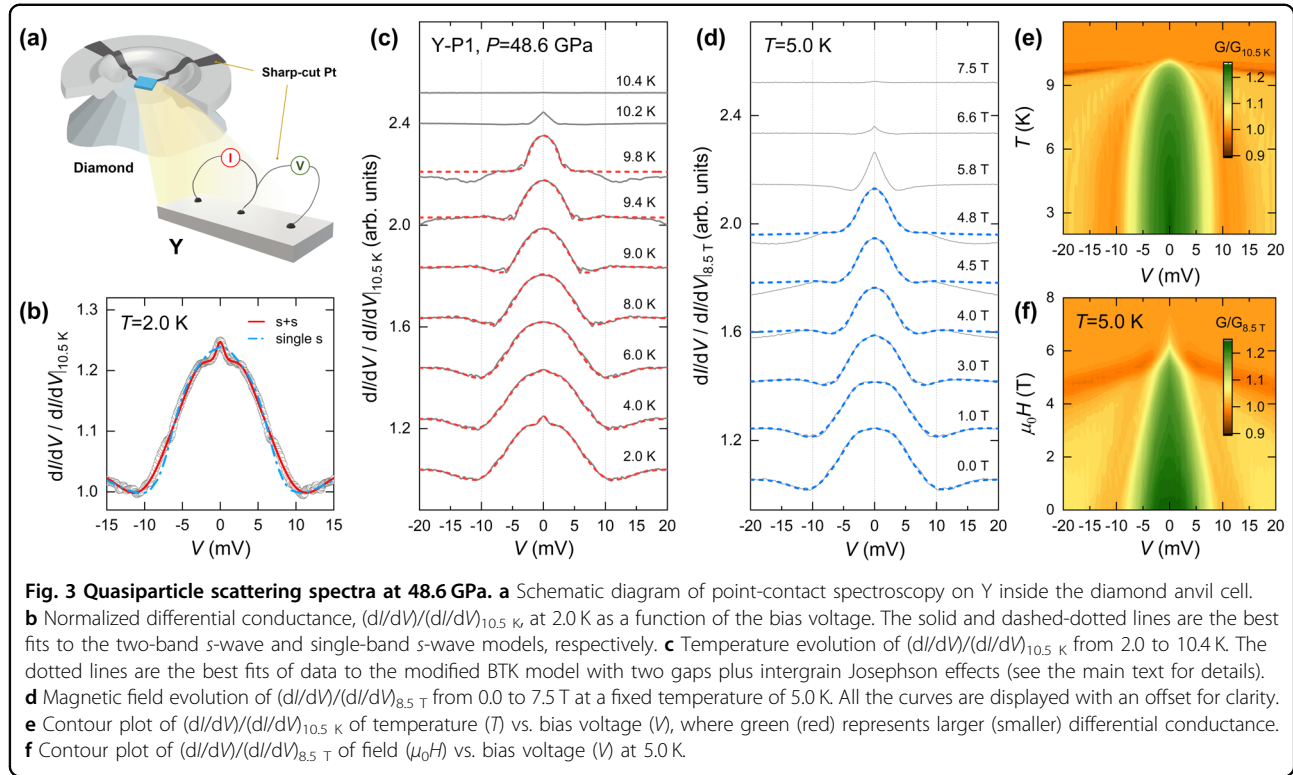 (a)
Sharp-cut Pt
Diamond
I
V
Y
(b)
T=2.0 K
s+s
single s
dI/dV / dI/dV|10.5 K
1.3
1.2
1.1
1.0
-15 -10 -5 0 5 10 15
V (mV)
(c)
Y-P1, P=48.6 GPa
10.4 K
10.2 K
9.8 K
9.4 K
9.0 K
8.0 K
6.0 K
4.0 K
2.0 K
dI/dV / dI/dV|10.5 K (arb. units)
2.4
2.0
1.6
1.2
-20 -10 0 10 20
V (mV)
(d)
T=5.0 K
7.5 T
6.6 T
5.8 T
4.8 T
4.5 T
4.0 T
3.0 T
1.0 T
0.0 T
dI/dV / dI/dV|8.5 T (arb. units)
2.4
2.0
1.6
1.2
-20 -10 0 10 20
V (mV)
(e)
G/G10.5 K
1.2
1.1
1.0
0.9
T (K)
9
6
3
-20 -15 -10 -5 0 5 10 15 20
V (mV)
(f)
T=5.0 K
G/G8.5 T
1.2
1.1
1.0
0.9
μ0H (T)
8
6
4
2
0
-20 -15 -10 -5 0 5 10 15 20
V (mV)
Fig. 3 Quasiparticle scattering spectra at 48.6 GPa. a Schematic diagram of point-contact spectroscopy on Y inside the diamond anvil cell.
b Normalized differential conductance, (dI/dV)/(dI/dV)10.5 K, at 2.0 K as a function of the bias voltage. The solid and dashed-dotted lines are the best
fits to the two-band s-wave and single-band s-wave models, respectively. c Temperature evolution of (dI/dV)/(dI/dV)10.5 K from 2.0 to 10.4 K. The
dotted lines are the best fits of data to the modified BTK model with two gaps plus intergrain Josephson effects (see the main text for details).
d Magnetic field evolution of (dI/dV)/(dI/dV)8.5 T from 0.0 to 7.5 T at a fixed temperature of 5.0 K. All the curves are displayed with an offset for clarity.
e Contour plot of (dI/dV)/(dI/dV)10.5 K of temperature (T) vs. bias voltage (V), where green (red) represents larger (smaller) differential conductance.
f Contour plot of (dI/dV)/(dI/dV)8.5 T of field (μ0H) vs. bias voltage (V) at 5.0 K.